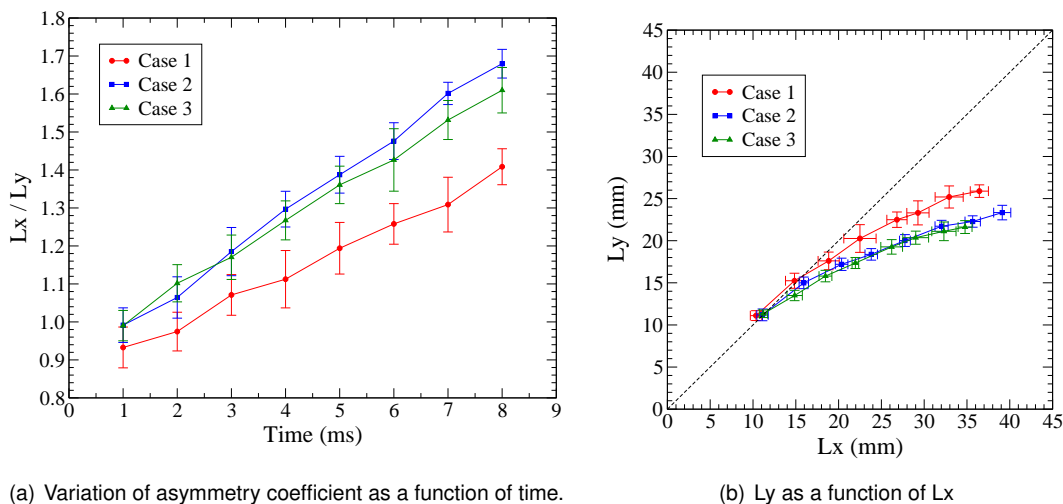 1.8
1.7
1.6
1.5
1.4
1.3
1.2
1.1
1.0
0.9
0.8
Lx / Ly
Case 1
Case 2
Case 3
0 1 2 3 4 5 6 7 8 9
Time (ms)
(a) Variation of asymmetry coefficient as a function of time.
45
40
35
30
25
20
15
10
5
0
Ly (mm)
Case 1
Case 2
Case 3
0 5 10 15 20 25 30 35 40 45
Lx (mm)
(b) Ly as a function of Lx